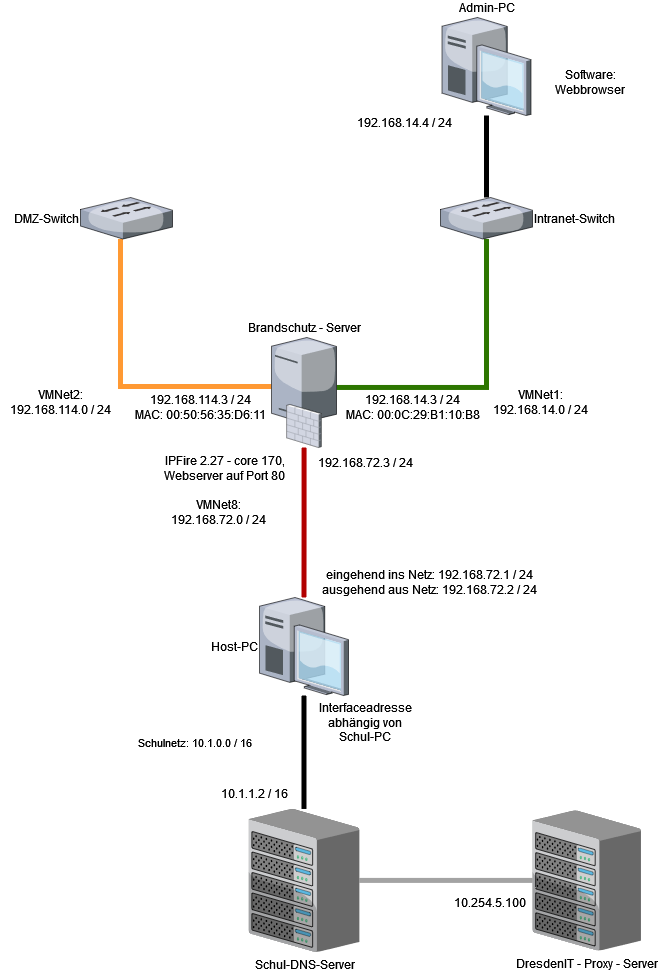 Admin-PC
Software:
Webbrowser
192.168.14.4 / 24
DMZ-Switch
Intranet-Switch
Brandschutz - Server
VMNet2:
192.168.114.0 / 24
192.168.114.3 / 24
MAC: 00:50:56:35:D6:11
192.168.14.3 / 24
MAC: 00:0C:29:B1:10:B8
VMNet1:
192.168.14.0 / 24
IPFire 2.27 - core 170,
Webserver auf Port 80
192.168.72.3 / 24
VMNet8:
192.168.72.0 / 24
eingehend ins Netz: 192.168.72.1 / 24
ausgehend aus Netz: 192.168.72.2 / 24
Host-PC
Interfaceadresse
abhängig von
Schul-PC
Schulnetz: 10.1.0.0 / 16
10.1.1.2 / 16
10.254.5.100
Schul-DNS-Server
DresdenIT - Proxy - Server